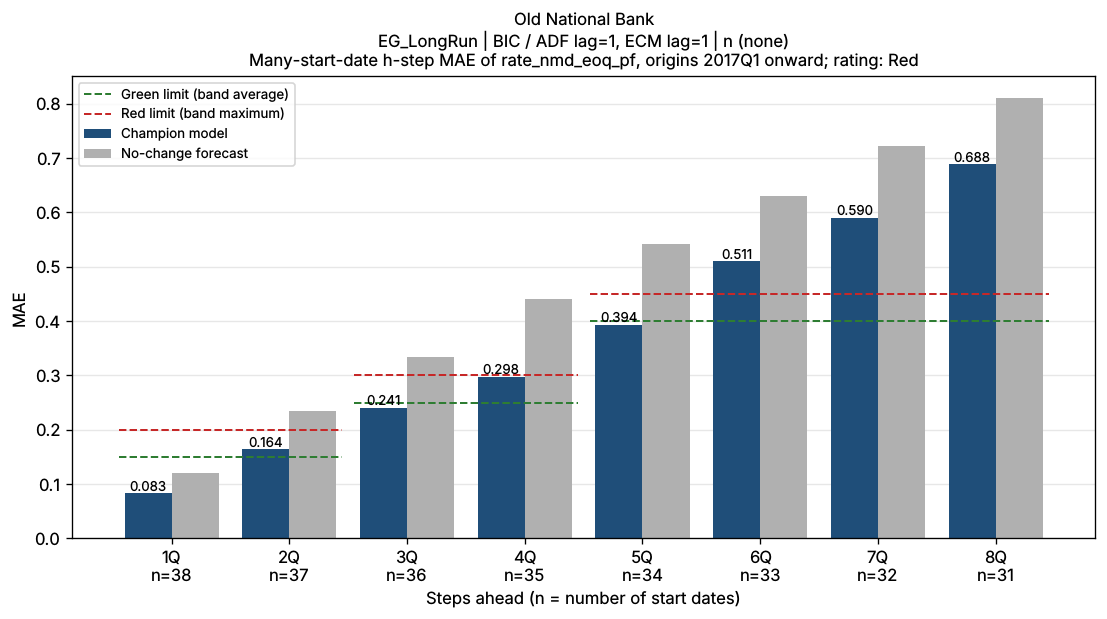 Old National Bank
EG_LongRun | BIC / ADF lag=1, ECM lag=1 | n (none)
Many-start-date h-step MAE of rate_nmd_eoq_pf, origins 2017Q1 onward; rating: Red
Green limit (band average)
Red limit (band maximum)
Champion model
No-change forecast
MAE
0.8
0.7
0.6
0.5
0.4
0.3
0.2
0.1
0.0
0.083
0.164
0.241
0.298
0.394
0.511
0.590
0.688
1Q 2Q 3Q 4Q 5Q 6Q 7Q 8Q
n=38 n=37 n=36 n=35 n=34 n=33 n=32 n=31
Steps ahead (n = number of start dates)